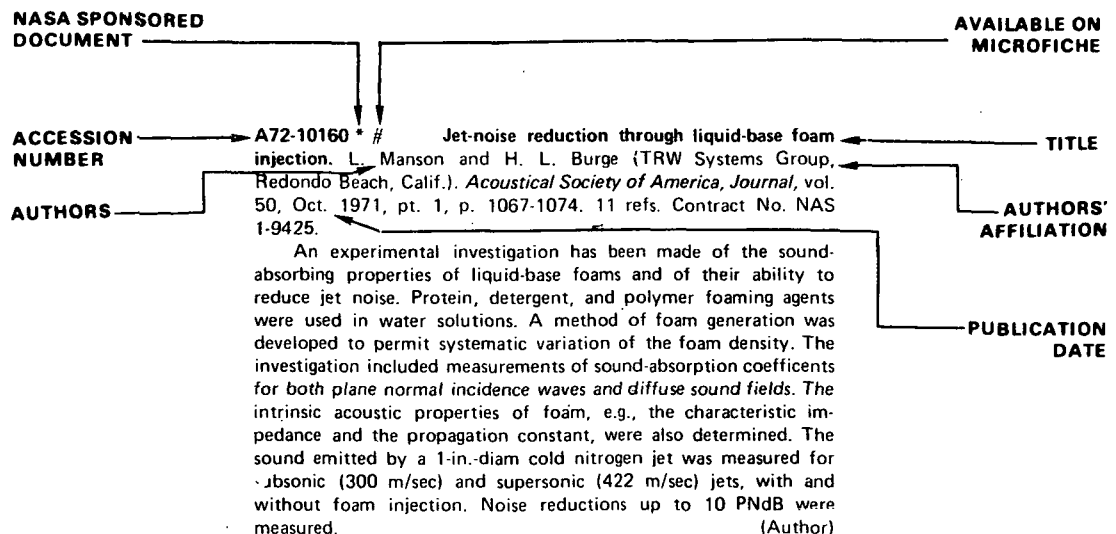 NASA SPONSORED
DOCUMENT
AVAILABLE ON
MICROFICHE
ACCESSION
NUMBER
AUTHORS
A72-10160 * # Jet-noise reduction through liquid-base foam
injection. L. Manson and H. L. Burge (TRW Systems Group,
Redondo Beach, Calif.). Acoustical Society of America, Journal, vol.
50, Oct. 1971, pt. 1, p. 1067-1074. 11 refs. Contract No. NAS
1-9425.
An experimental investigation has been made of the sound-
absorbing properties of liquid-base foams and of their ability to
reduce jet noise. Protein, detergent, and polymer foaming agents
were used in water solutions. A method of foam generation was
developed to permit systematic variation of the foam density. The
investigation included measurements of sound-absorption coefficents
for both plane normal incidence waves and diffuse sound fields. The
intrinsic acoustic properties of foam, e.g., the characteristic im-
pedance and the propagation constant, were also determined. The
sound emitted by a 1-in.-diam cold nitrogen jet was measured for
subsonic (300 m/sec) and supersonic (422 m/sec) jets, with and
without foam injection. Noise reductions up to 10 PNdB were
measured. (Author)
TITLE
AUTHORS'
AFFILIATION
PUBLICATION
DATE